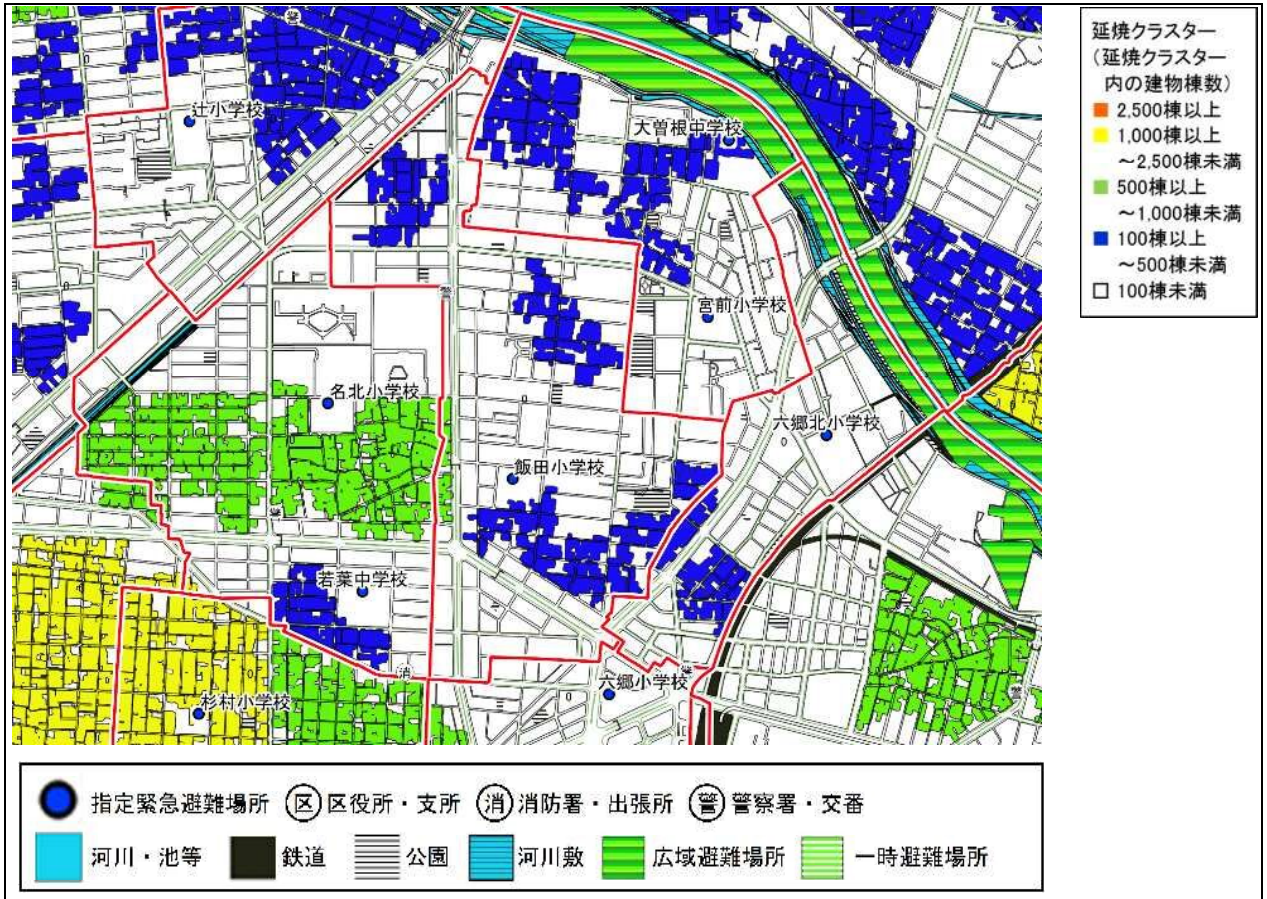 延焼クラスター
(延焼クラスター
内の建物棟数)
2,500棟以上
1,000棟以上
～2,500棟未満
500棟以上
～1,000棟未満
100棟以上
～500棟未満
100棟未満
警
辻小学校
大曽根中学校
警
宮前小学校
名北小学校
六郷北小学校
飯田小学校
警
若葉中学校
消
杉村小学校
六郷小学校
警
警
指定緊急避難場所
区 区役所・支所
消 消防署・出張所
警 警察署・交番
河川・池等
鉄道
公園
河川敷
広域避難場所
一時避難場所